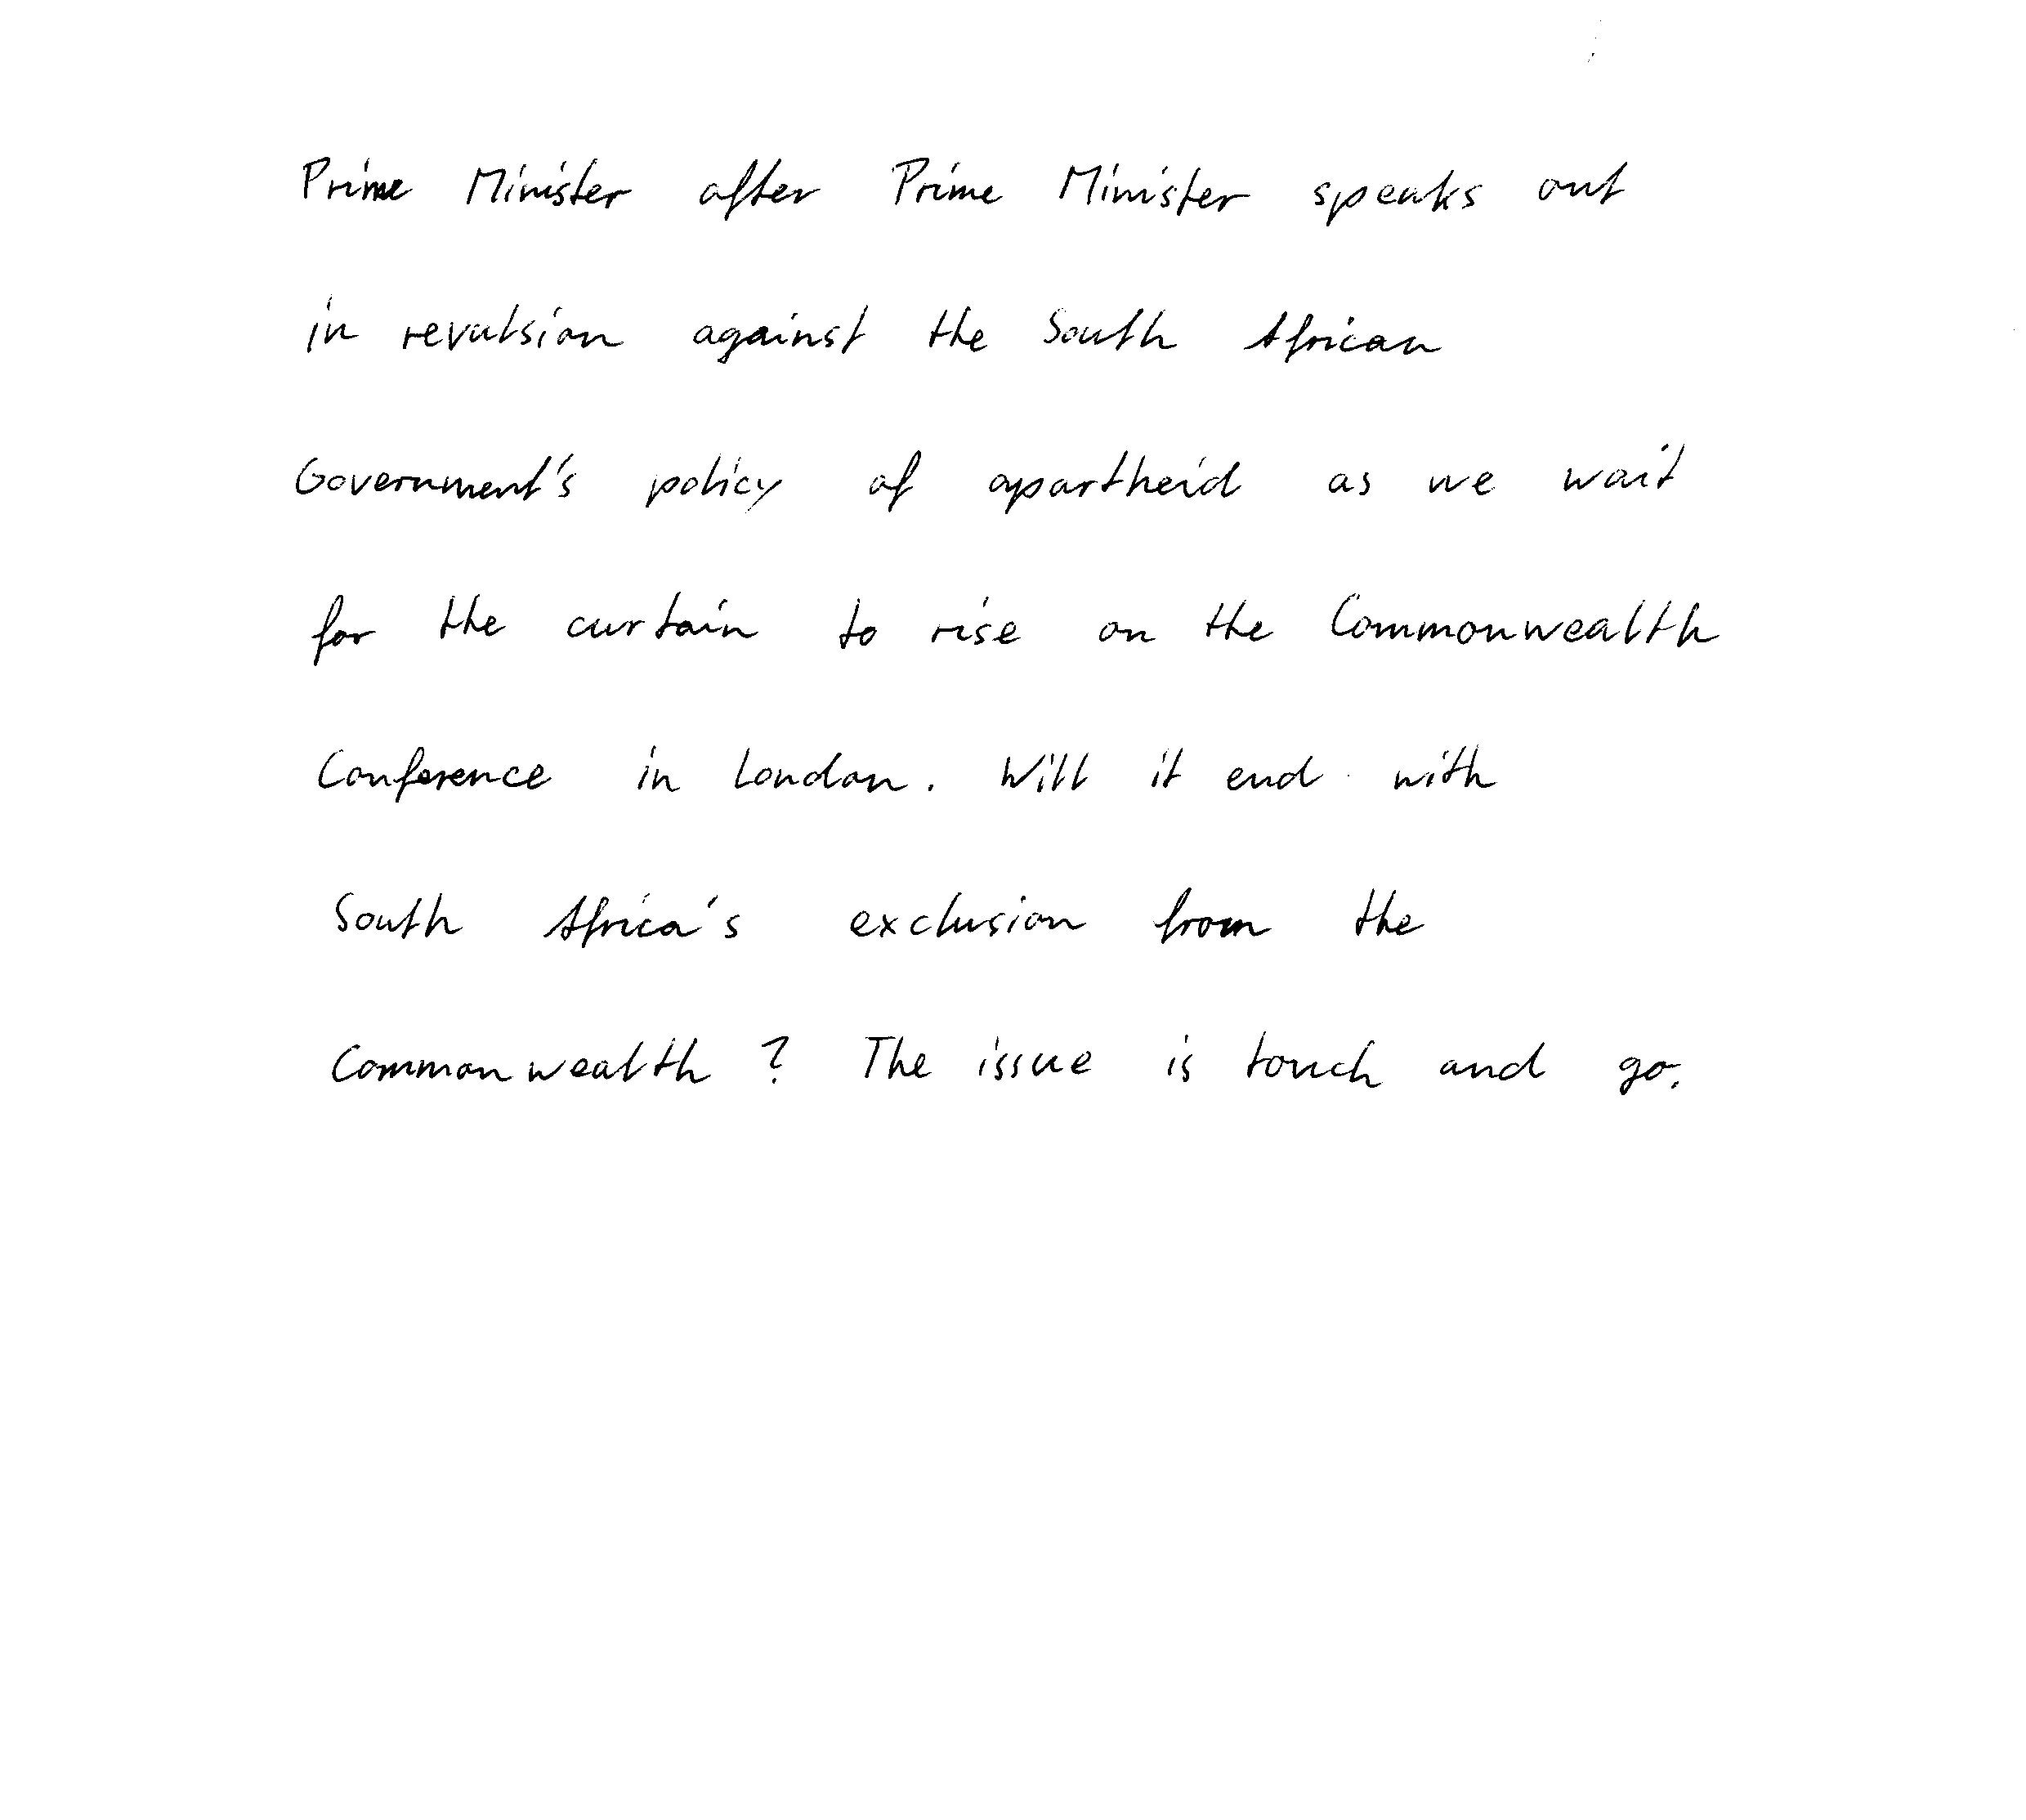 Prime Minister after Prime Minister speaks out
in revulsion against the South African
Government's policy of apartheid as we wait
for the curtain to rise on the Commonwealth
Conference in London. Will it end with
South Africa's exclusion from the
Commonwealth? The issue is touch and go.